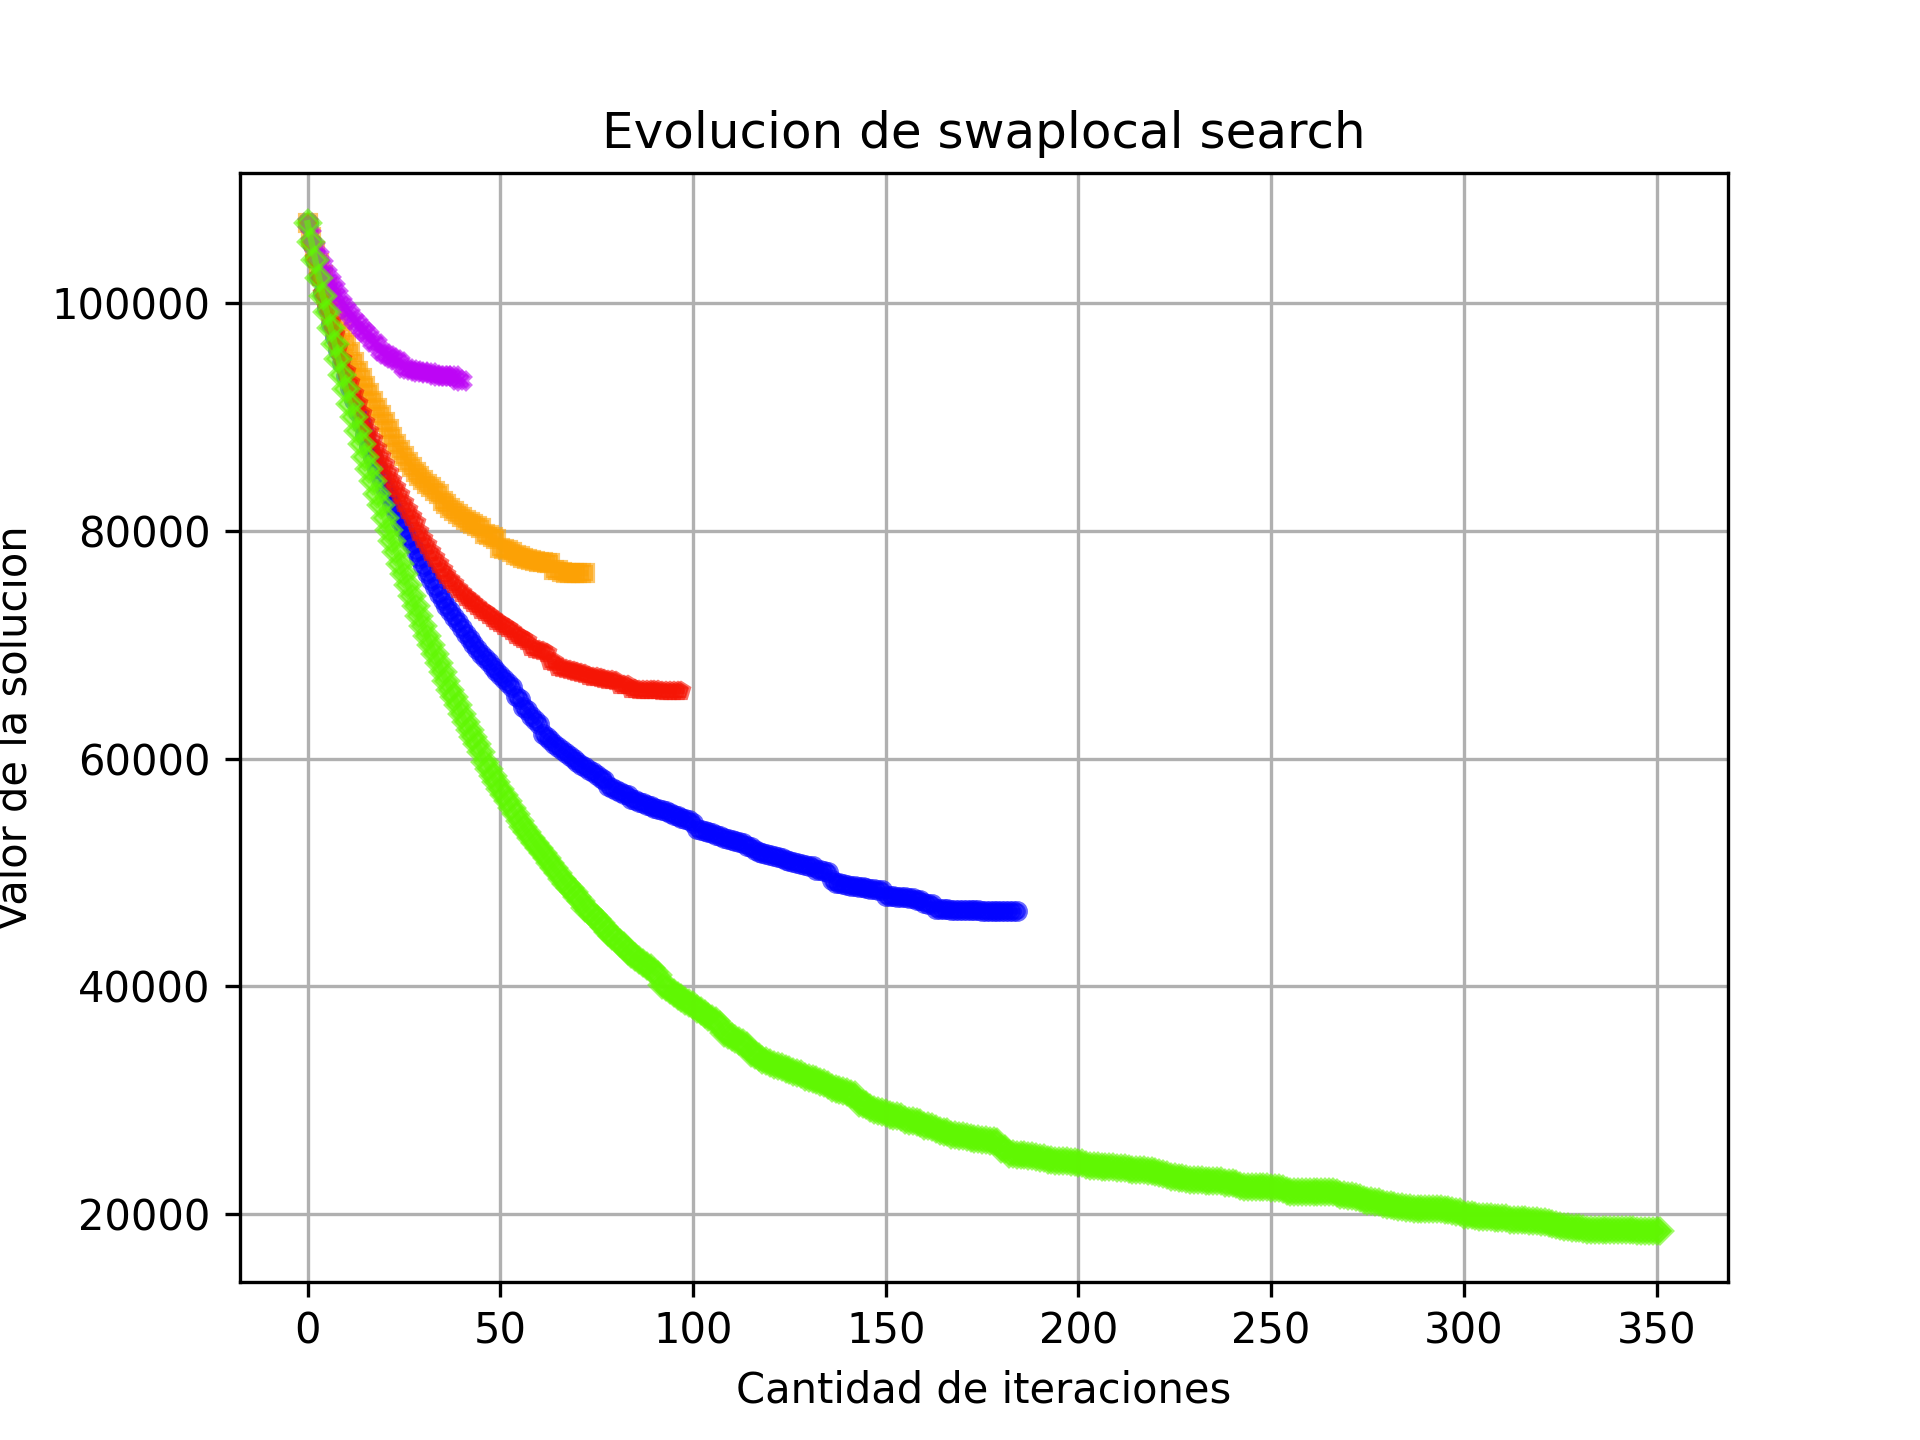 Evolucion de swaplocal search
Valor de la solucion
100000
80000
60000
40000
20000
0 50 100 150 200 250 300 350
Cantidad de iteraciones